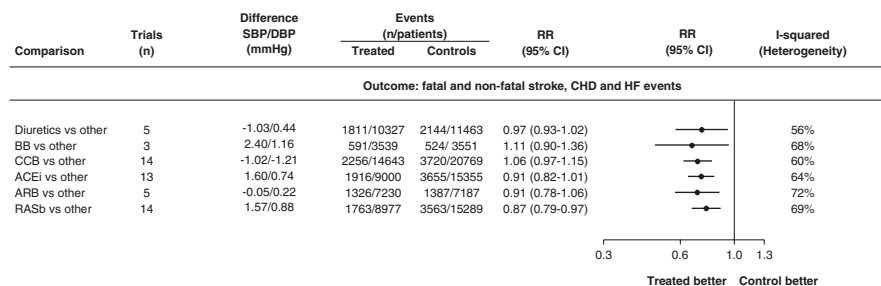 Comparison Trials (n) Difference SBP/DBP (mmHg) Events (n/patients) Treated Controls RR (95% CI) RR (95% CI) I-squared (Heterogeneity)
Outcome: fatal and non-fatal stroke, CHD and HF events
Diuretics vs other 5 -1.03/0.44 1811/10327 2144/11463 0.97 (0.93-1.02) 56%
BB vs other 3 2.40/1.16 591/3539 524/ 3551 1.11 (0.90-1.36) 68%
CCB vs other 14 -1.02/-1.21 2256/14643 3720/20769 1.06 (0.97-1.15) 60%
ACEi vs other 13 1.60/0.74 1916/9000 3655/15355 0.91 (0.82-1.01) 64%
ARB vs other 5 -0.05/0.22 1326/7230 1387/7187 0.91 (0.78-1.06) 72%
RASb vs other 14 1.57/0.88 1763/8977 3563/15289 0.87 (0.79-0.97) 69%
0.3 0.6 1.0 1.3
Treated better Control better